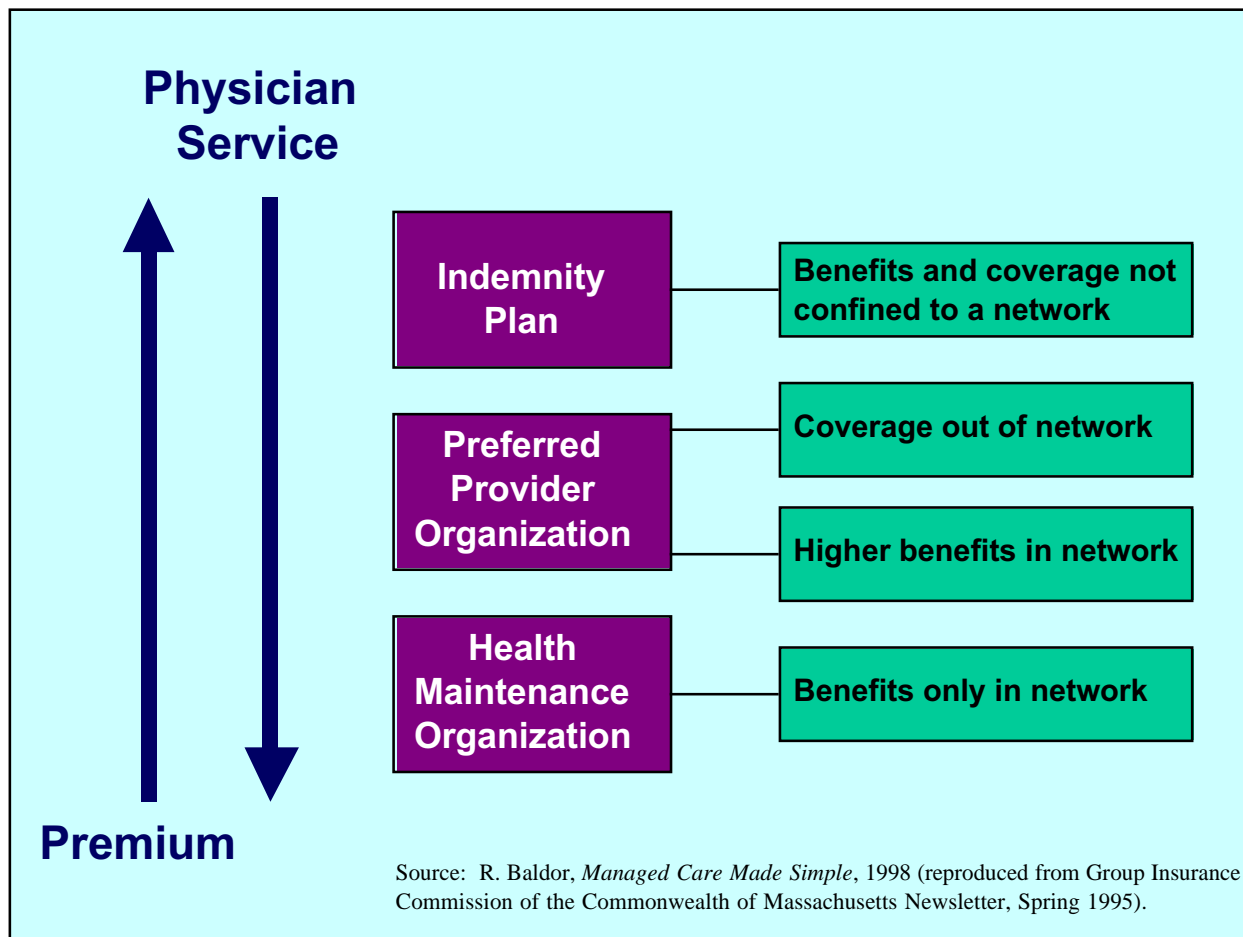 Physician
Service
Indemnity
Plan
Benefits and coverage not
confined to a network
Preferred
Provider
Organization
Coverage out of network
Higher benefits in network
Health
Maintenance
Organization
Benefits only in network
Premium
Source: R. Baldor, Managed Care Made Simple, 1998 (reproduced from Group Insurance
Commission of the Commonwealth of Massachusetts Newsletter, Spring 1995).